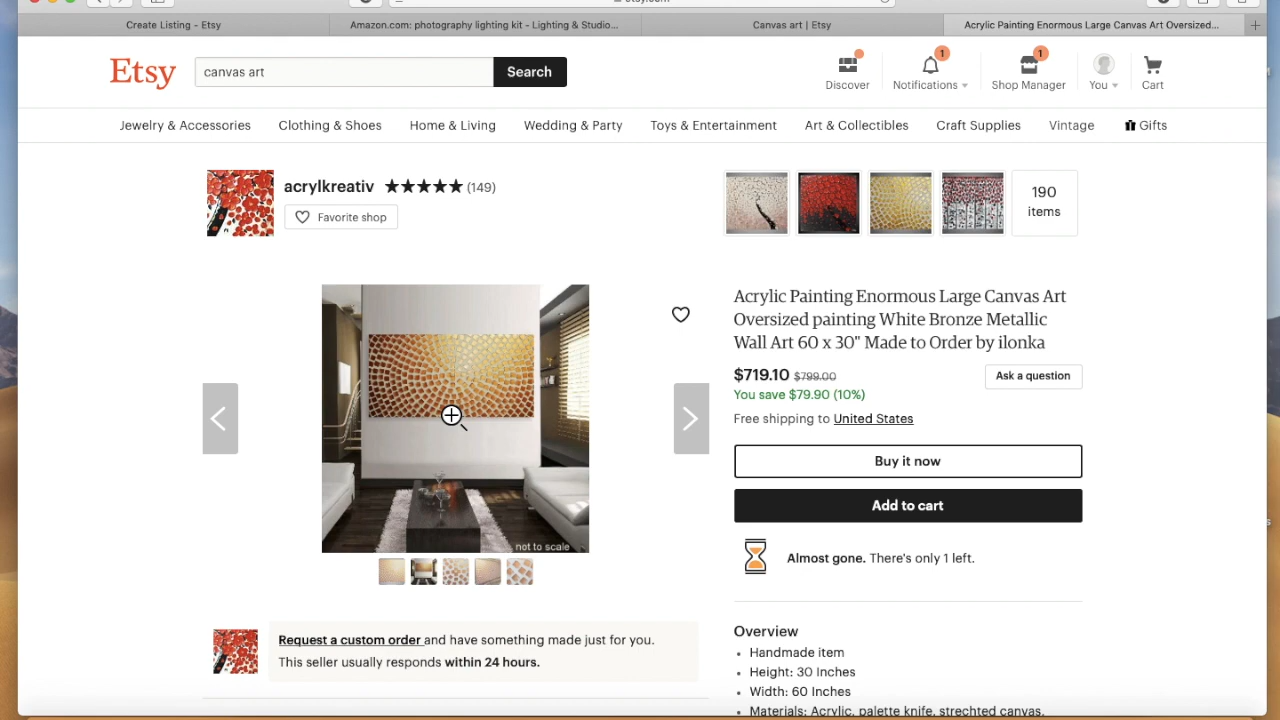 Create Listing - Etsy
Amazon.com: photography lighting kit - Lighting & Studio...
Canvas art | Etsy
Acrylic Painting Enormous Large Canvas Art Oversized...
Etsy
canvas art
Search
Discover
1
Notifications
1
Shop Manager
You
Cart
Jewelry & Accessories
Clothing & Shoes
Home & Living
Wedding & Party
Toys & Entertainment
Art & Collectibles
Craft Supplies
Vintage
Gifts
acrylkreativ ★★★★★ (149)
Favorite shop
190
items
Acrylic Painting Enormous Large Canvas Art
Oversized painting White Bronze Metallic
Wall Art 60 x 30" Made to Order by ilonka
$719.10 $799.00
Ask a question
You save $79.90 (10%)
Free shipping to United States
Buy it now
Add to cart
not to scale
Almost gone. There's only 1 left.
Request a custom order and have something made just for you.
This seller usually responds within 24 hours.
Overview
• Handmade item
• Height: 30 Inches
• Width: 60 Inches
• Materials: Acrylic, palette knife, strechted canvas,